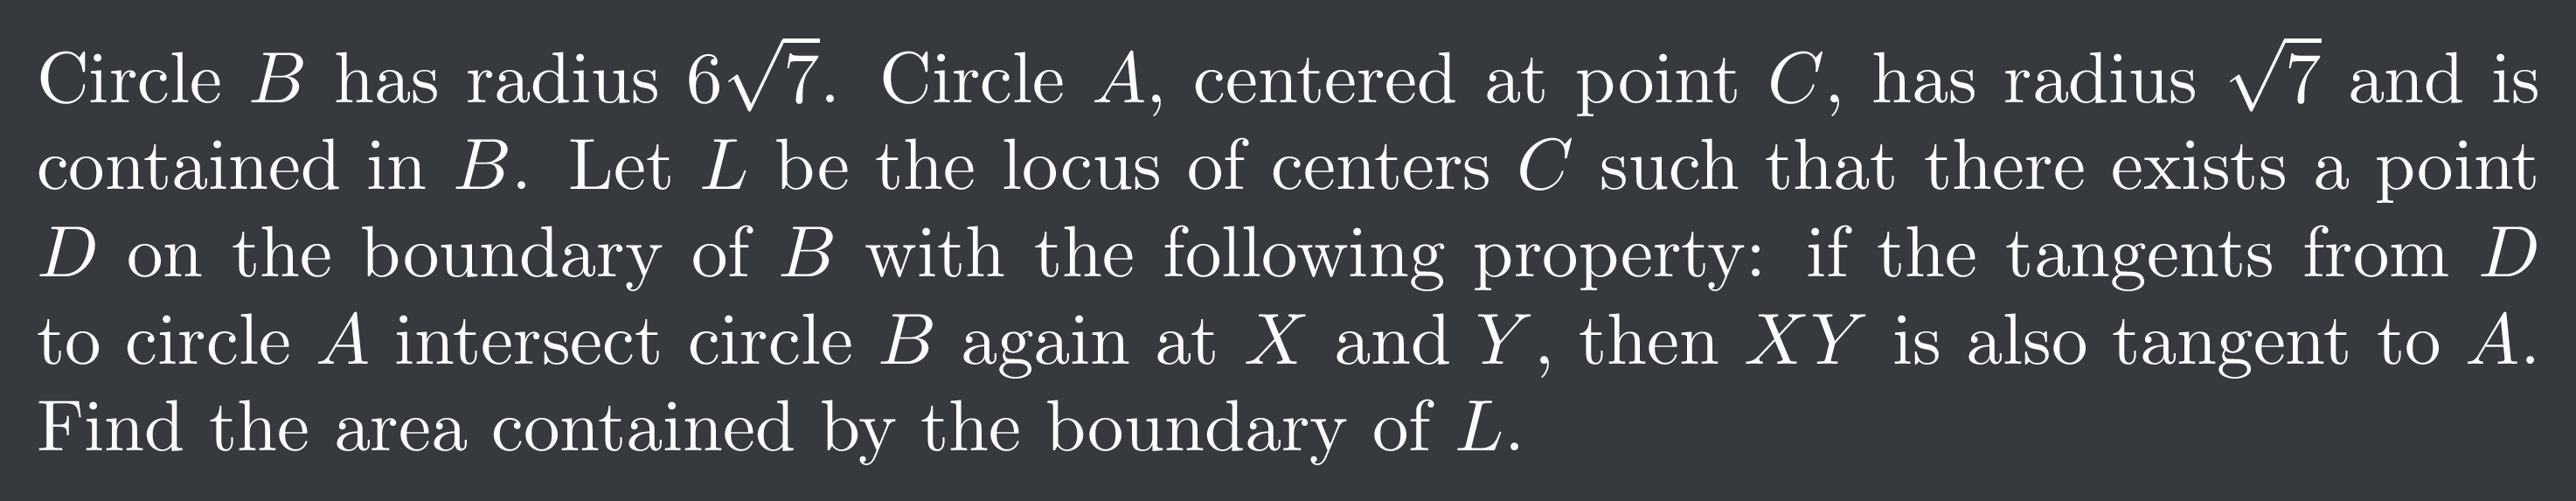 Circle B has radius 6√7. Circle A, centered at point C, has radius √7 and is
contained in B. Let L be the locus of centers C such that there exists a point
D on the boundary of B with the following property: if the tangents from D
to circle A intersect circle B again at X and Y, then XY is also tangent to A.
Find the area contained by the boundary of L.